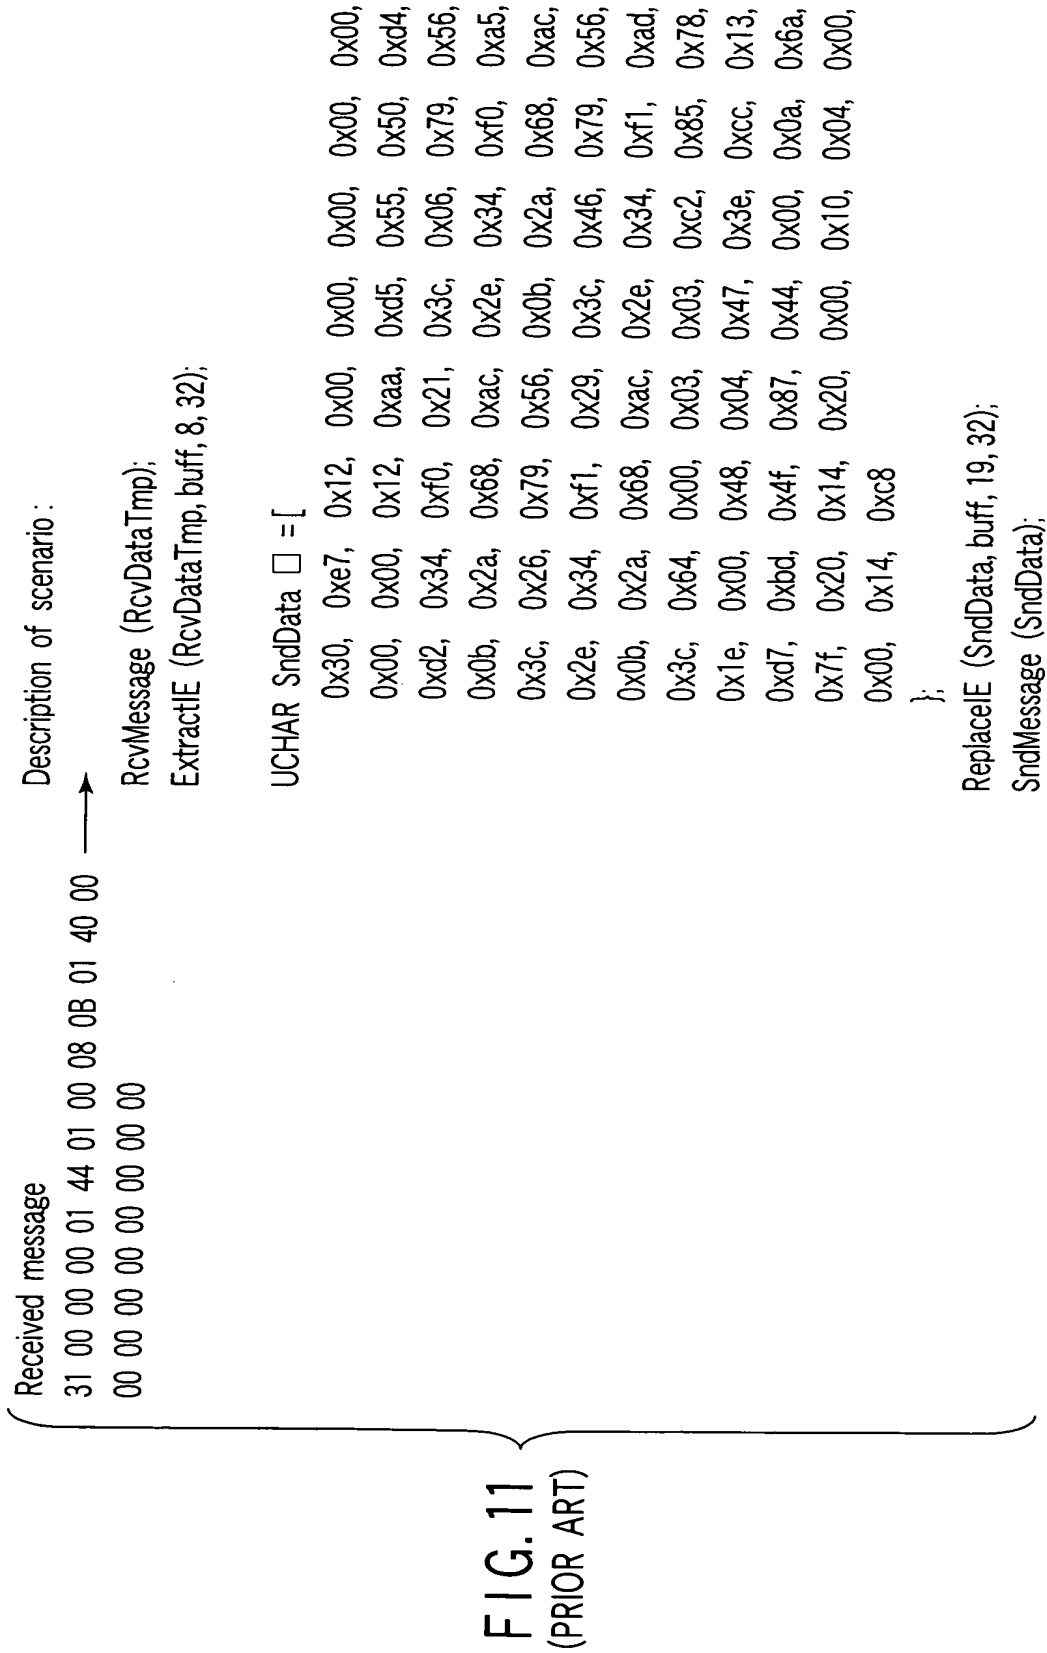 FIG. 11
(PRIOR ART)
Received message
31 00 00 00 01 44 01 00 08 0B 01 40 00
00 00 00 00 00 00 00 00
Description of scenario :
RcvMessage (RcvDataTmp);
ExtractIE (RcvDataTmp, buff, 8, 32);
UCHAR SndData □ = [
0x30, 0xe7, 0x12, 0x00, 0x00, 0x00, 0x00, 0x00,
0x00, 0x00, 0x12, 0xaa, 0xd5, 0x55, 0x50, 0xd4,
0xd2, 0x34, 0xf0, 0x21, 0x3c, 0x06, 0x79, 0x56,
0x0b, 0x2a, 0x68, 0xac, 0x2e, 0x34, 0xf0, 0xa5,
0x3c, 0x26, 0x79, 0x56, 0x0b, 0x2a, 0x68, 0xac,
0x2e, 0x34, 0xf1, 0x29, 0x3c, 0x46, 0x79, 0x56,
0x0b, 0x2a, 0x68, 0xac, 0x2e, 0x34, 0xf1, 0xad,
0x3c, 0x64, 0x00, 0x03, 0x03, 0xc2, 0x85, 0x78,
0x1e, 0x00, 0x48, 0x04, 0x47, 0x3e, 0xcc, 0x13,
0xd7, 0xbd, 0x4f, 0x87, 0x44, 0x00, 0x0a, 0x6a,
0x7f, 0x20, 0x14, 0x20, 0x00, 0x10, 0x04, 0x00,
0x00, 0x14, 0xc8
};
ReplaceIE (SndData, buff, 19, 32);
SndMessage (SndData);